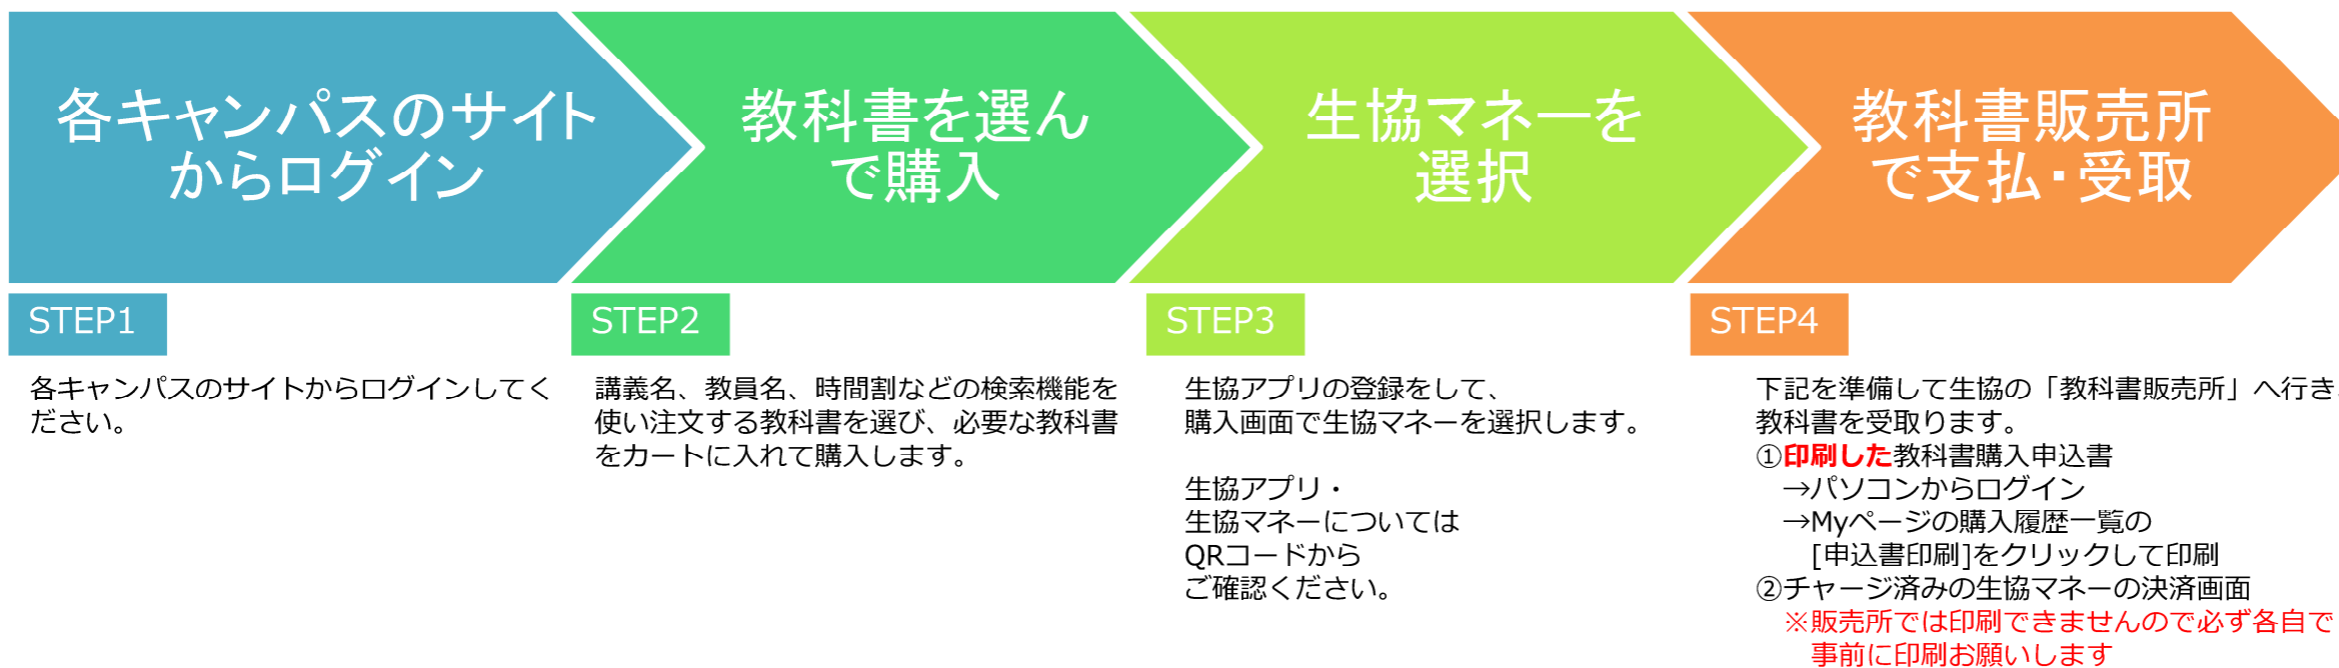 各キャンパスのサイト
からログイン
教科書を選ん
で購入
生協マネーを
選択
教科書販売所
で支払・受取
STEP1
各キャンパスのサイトからログインしてく
ださい。
STEP2
講義名、教員名、時間割などの検索機能を
使い注文する教科書を選び、必要な教科書
をカートに入れて購入します。
STEP3
生協アプリの登録をして、
購入画面で生協マネーを選択します。
生協アプリ・
生協マネーについては
QRコードから
ご確認ください。
STEP4
下記を準備して生協の「教科書販売所」へ行き
教科書を受取ります。
①印刷した教科書購入申込書
→パソコンからログイン
→Myページの購入履歴一覧の
[申込書印刷]をクリックして印刷
②チャージ済みの生協マネーの決済画面
※販売所では印刷できませんので必ず各自で
事前に印刷お願いします